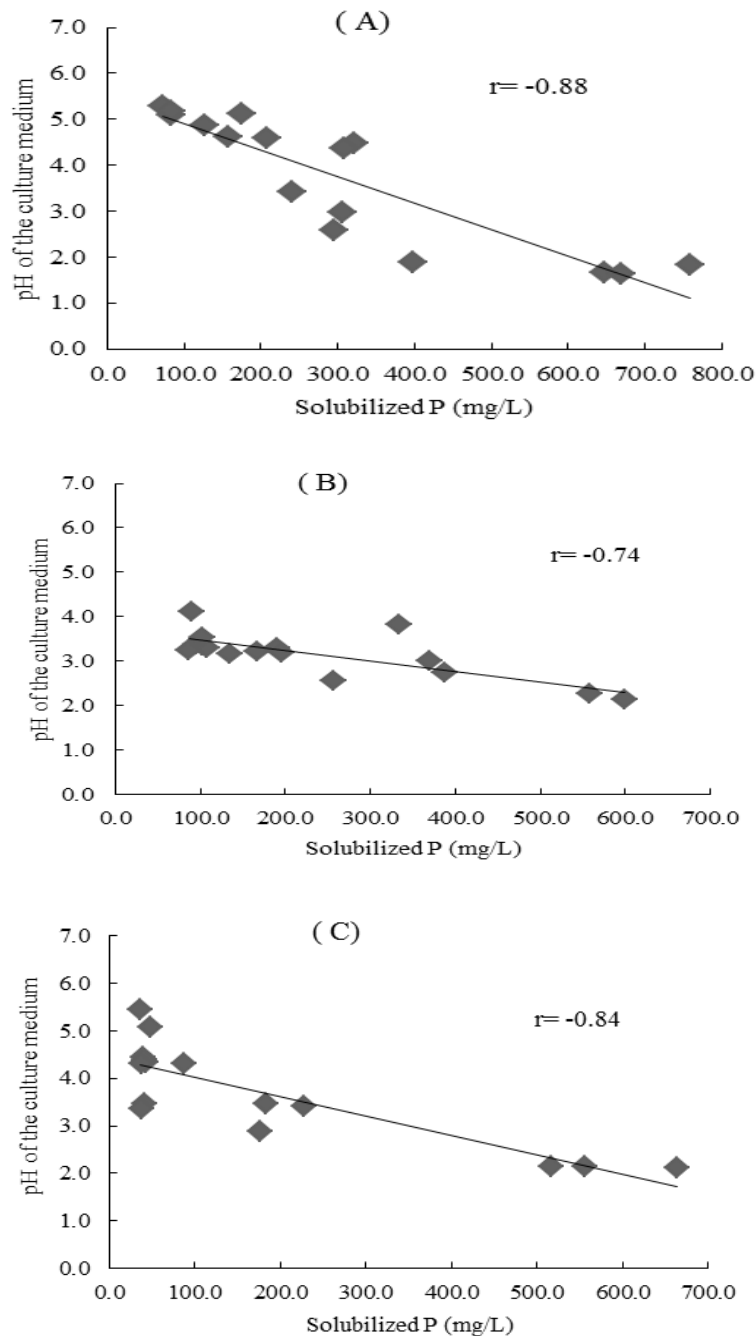 ( A)
r= -0.88
pH of the culture medium
7.0
6.0
5.0
4.0
3.0
2.0
1.0
0.0
0.0 100.0 200.0 300.0 400.0 500.0 600.0 700.0 800.0
Solubilized P (mg/L)
( B)
r= -0.74
pH of the culture medium
7.0
6.0
5.0
4.0
3.0
2.0
1.0
0.0
0.0 100.0 200.0 300.0 400.0 500.0 600.0 700.0
Solubilized P (mg/L)
( C)
r= -0.84
pH of the culture medium
7.0
6.0
5.0
4.0
3.0
2.0
1.0
0.0
0.0 100.0 200.0 300.0 400.0 500.0 600.0 700.0
Solubilized P (mg/L)